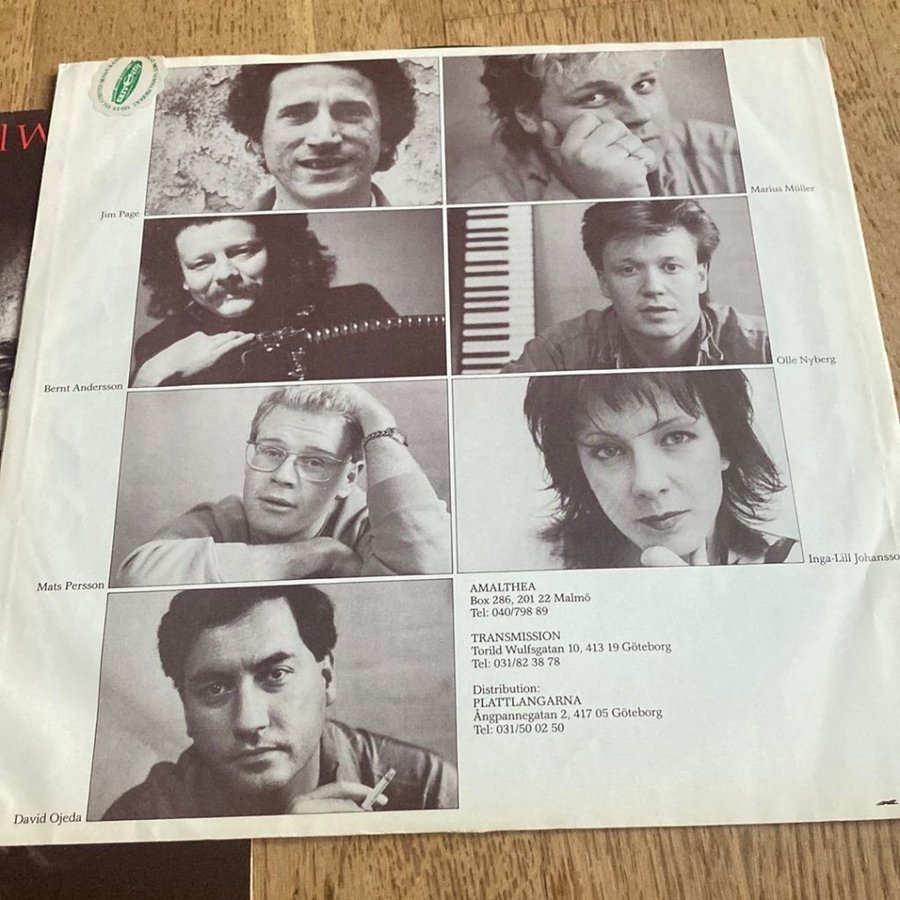 IW
Jim Page
Marius Müller
Bernt Andersson
Olle Nyberg
Mats Persson
Inga-Lill Johansso
David Ojeda
AMALTHEA
Box 286, 201 22 Malmö
Tel: 040/798 89
TRANSMISSION
Torild Wulfsgatan 10, 413 19 Göteborg
Tel: 031/82 38 78
Distribution:
PLATTLANGARNA
Ångpannegatan 2, 417 05 Göteborg
Tel: 031/50 02 50